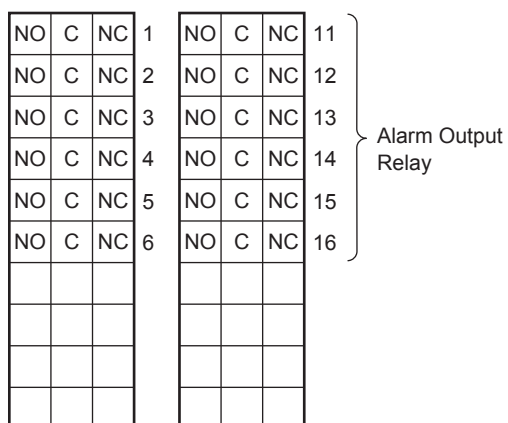 NO C NC 1 NO C NC 11
NO C NC 2 NO C NC 12
NO C NC 3 NO C NC 13
Alarm Output
NO C NC 4 NO C NC 14
Relay
NO C NC 5 NO C NC 15
NO C NC 6 NO C NC 16